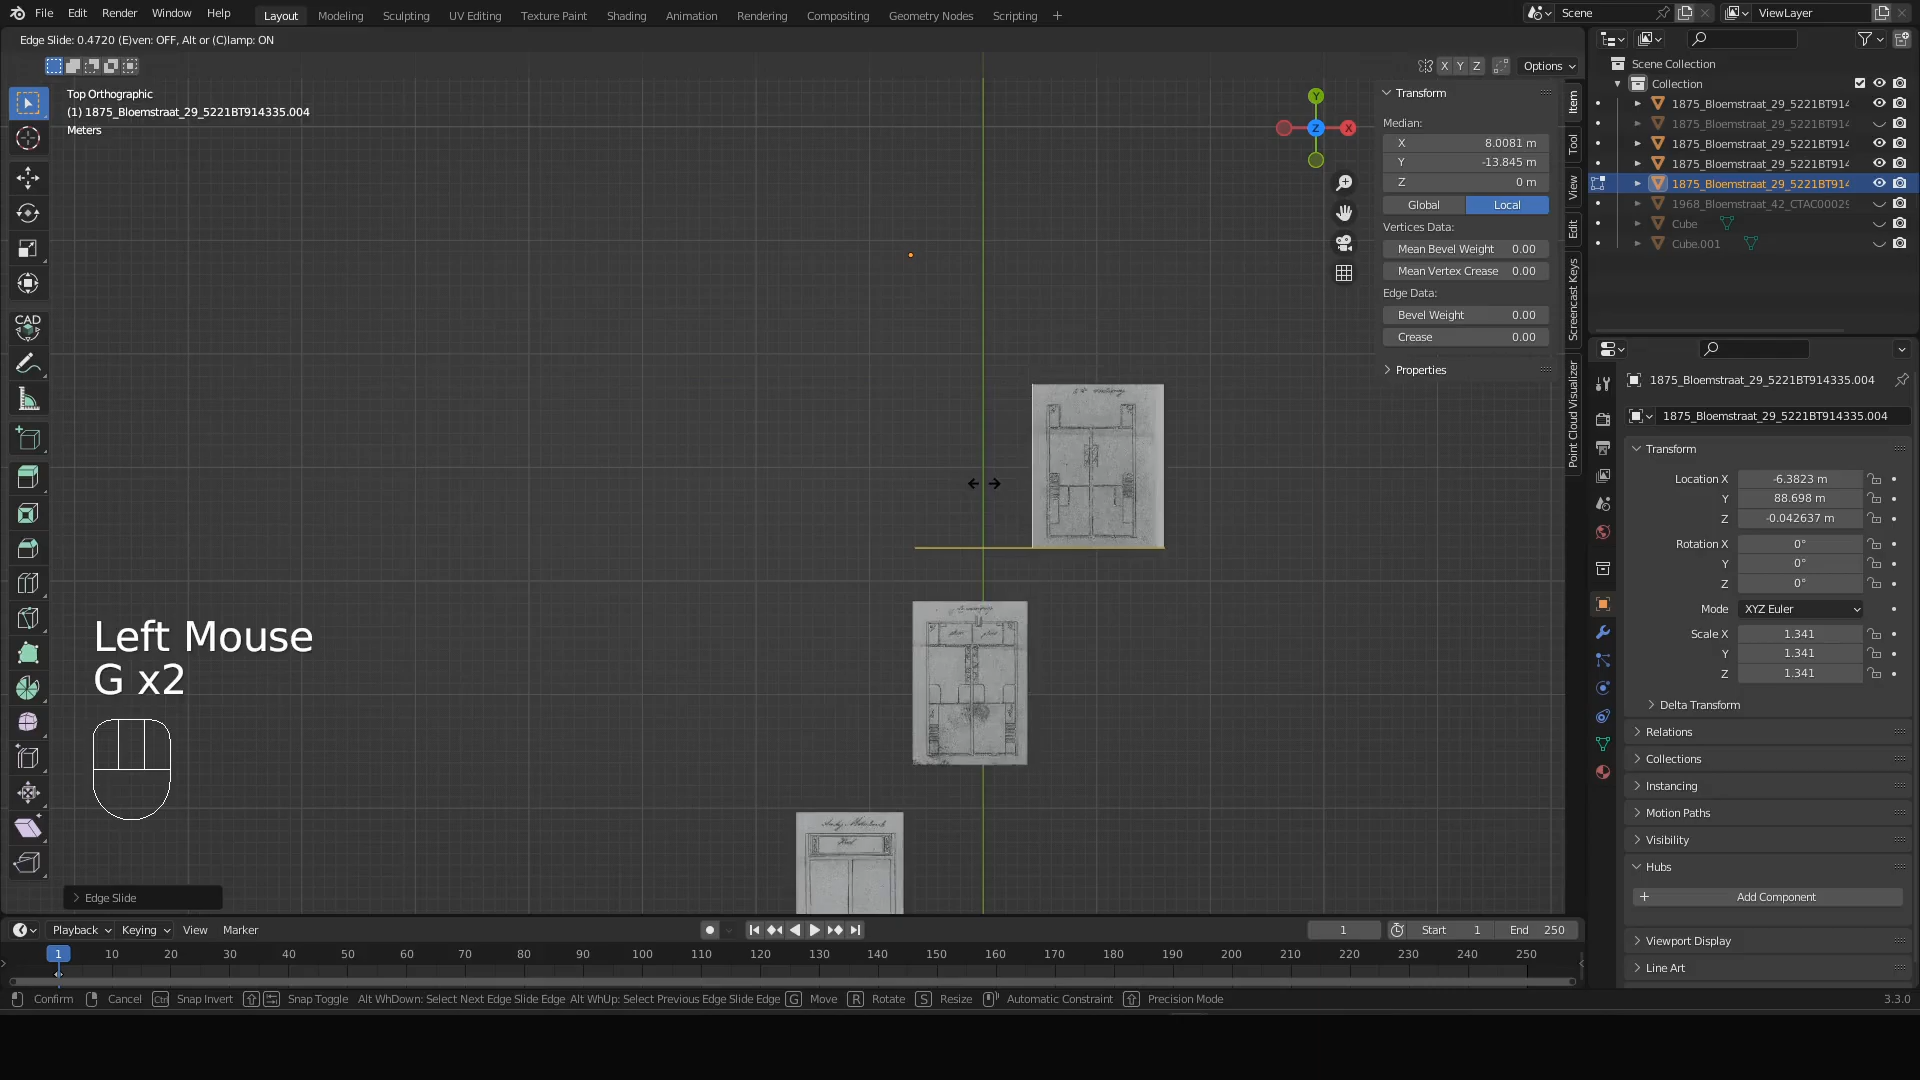 File Edit Render Window Help Layout Modeling Sculpting UV Editing Texture Paint Shading Animation Rendering Compositing Geometry Nodes Scripting + Scene ViewLayer
Edge Slide: 0.4720 (E)ven: OFF, Alt or (C)lamp: ON
X Y Z Options
Top Orthographic
(1) 1875_Bloemstraat_29_5221BT914335.004
Meters
Y
X
Z
CAD
Transform
Median:
X 8.0081 m
Y -13.845 m
Z 0 m
Global Local
Vertices Data:
Mean Bevel Weight 0.00
Mean Vertex Crease 0.00
Edge Data:
Bevel Weight 0.00
Crease 0.00
Properties
Item
Tool
View
Edit
Screencast Keys
Point Cloud Visualizer
Scene Collection
Collection
1875_Bloemstraat_29_5221BT914
1875_Bloemstraat_29_5221BT914
1875_Bloemstraat_29_5221BT914
1875_Bloemstraat_29_5221BT914
1875_Bloemstraat_29_5221BT914
1968_Bloemstraat_42_CTAC00029
Cube
Cube.001
1875_Bloemstraat_29_5221BT914335.004
1875_Bloemstraat_29_5221BT914335.004
Transform
Location X -6.3823 m
Y 88.698 m
Z -0.042637 m
Rotation X 0°
Y 0°
Z 0°
Mode XYZ Euler
Scale X 1.341
Y 1.341
Z 1.341
Delta Transform
Relations
Collections
Instancing
Motion Paths
Visibility
Hubs
+ Add Component
Viewport Display
Line Art
Left Mouse
G x2
Edge Slide
Playback Keying View Marker 1 Start 1 End 250
1 10 20 30 40 50 60 70 80 90 100 110 120 130 140 150 160 170 180 190 200 210 220 230 240 250
Confirm Cancel Ctrl Snap Invert Snap Toggle Alt WhDown: Select Next Edge Slide Edge Alt WhUp: Select Previous Edge Slide Edge G Move R Rotate S Resize Automatic Constraint Precision Mode 3.3.0